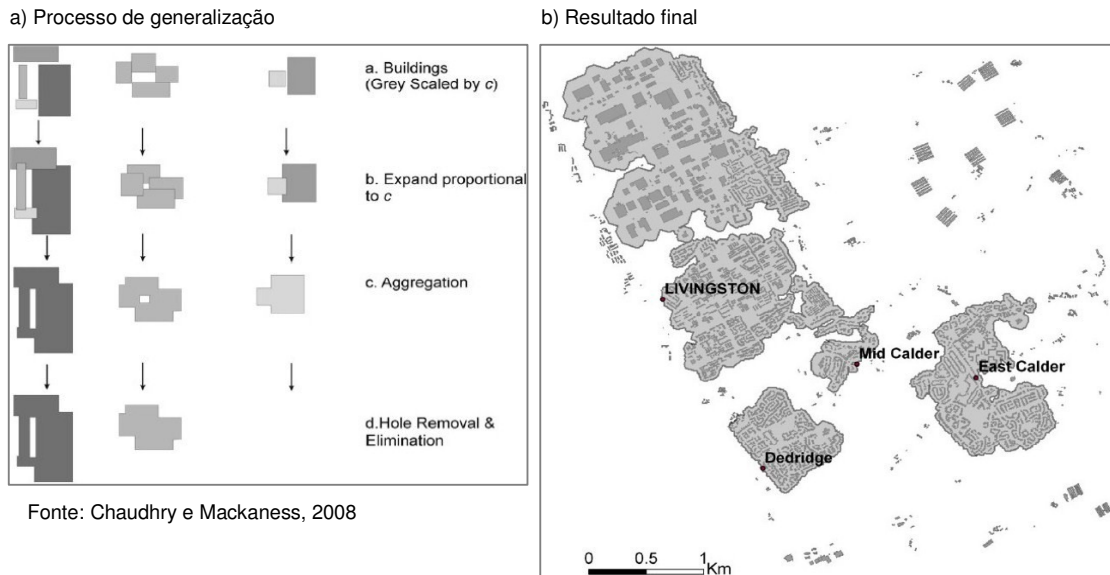 a) Processo de generalização
a. Buildings
(Grey Scaled by c)
b. Expand proportional
to c
c. Aggregation
d.Hole Removal &
Elimination
Fonte: Chaudhry e Mackaness, 2008
b) Resultado final
LIVINGSTON
Mid Calder
East Calder
Dedridge
0 0.5 1
Km